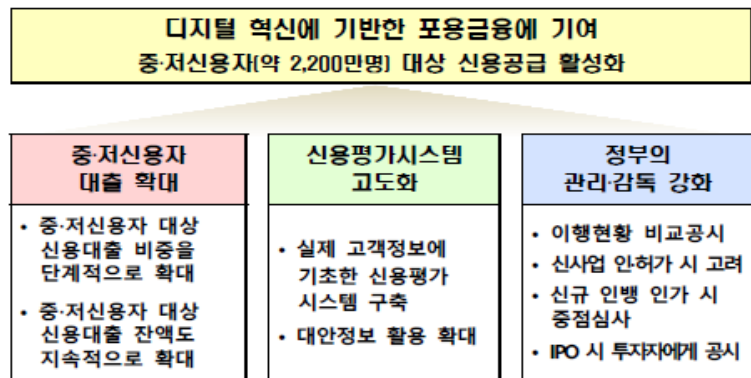 디지털 혁신에 기반한 포용금융에 기여
중·저신용자(약 2,200만명) 대상 신용공급 활성화
중·저신용자
대출 확대
• 중·저신용자 대상
신용대출 비중을
단계적으로 확대
• 중·저신용자 대상
신용대출 잔액도
지속적으로 확대
신용평가시스템
고도화
• 실제 고객정보에
기초한 신용평가
시스템 구축
• 대안정보 활용 확대
정부의
관리·감독 강화
• 이행현황 비교공시
• 신사업 인·허가 시 고려
• 신규 인뱅 인가 시
중점심사
• IPO 시 투자자에게 공시